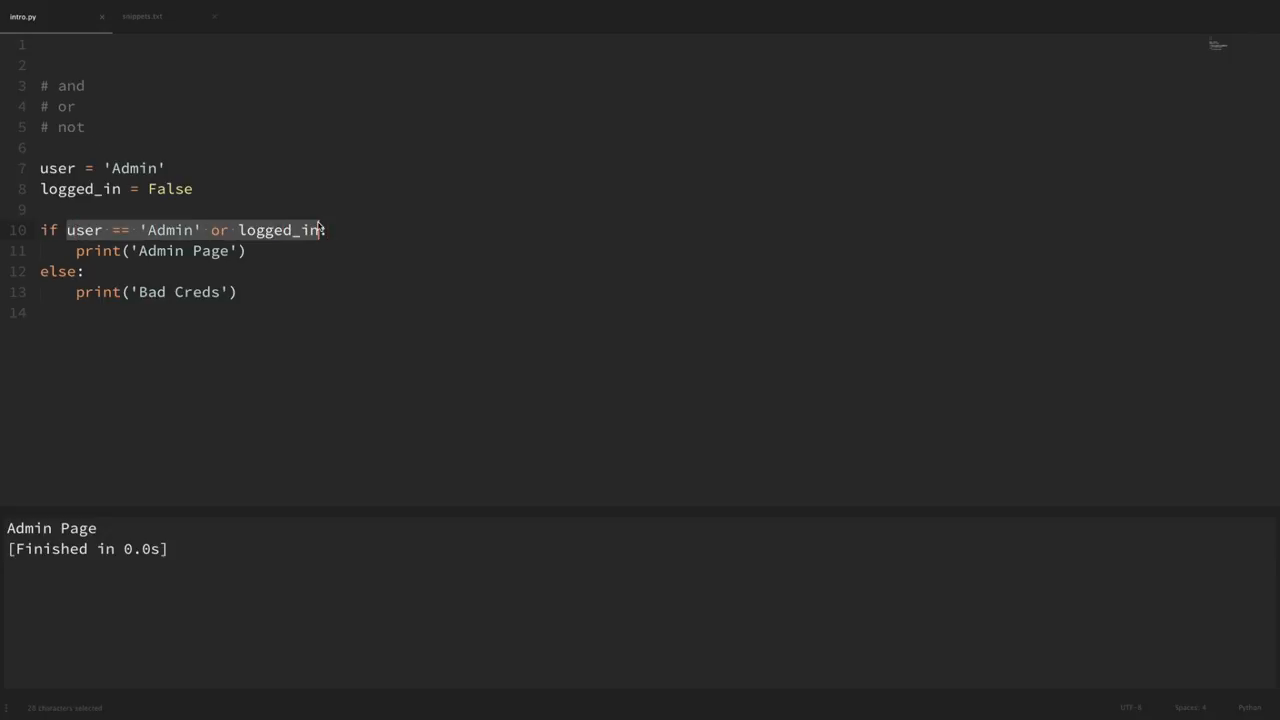 intro.py × snippets.txt ×
1
2
3 # and
4 # or
5 # not
6
7 user = 'Admin'
8 logged_in = False
9
10 if user == 'Admin' or logged_in:
11     print('Admin Page')
12 else:
13     print('Bad Creds')
14
Admin Page
[Finished in 0.0s]
28 characters selected UTF-8 Spaces: 4 Python